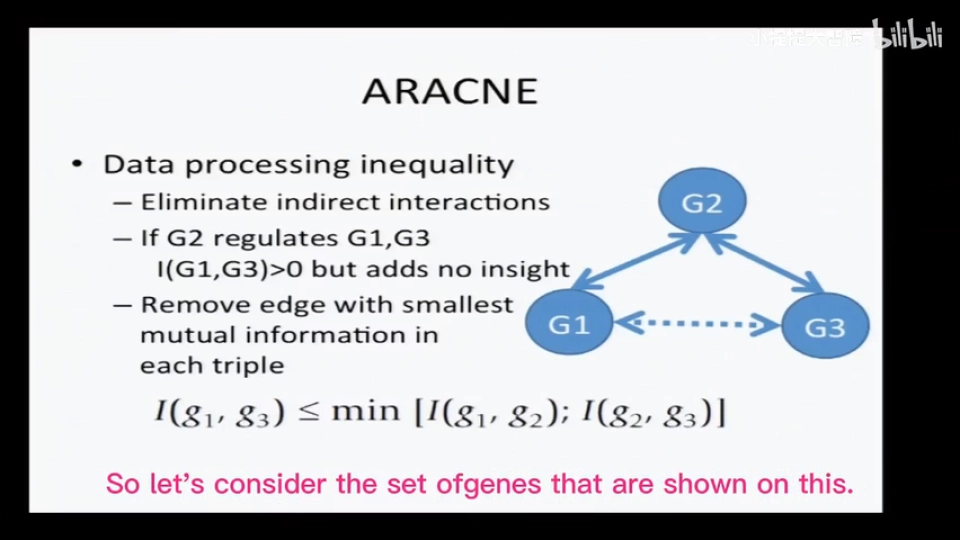 bilibili
ARACNE
• Data processing inequality
– Eliminate indirect interactions
– If G2 regulates G1,G3
I(G1,G3)>0 but adds no insight
– Remove edge with smallest
mutual information in
each triple
G2
G1
G3
I(g₁, g₃) ≤ min [I(g₁, g₂); I(g₂, g₃)]
So let's consider the set ofgenes that are shown on this.